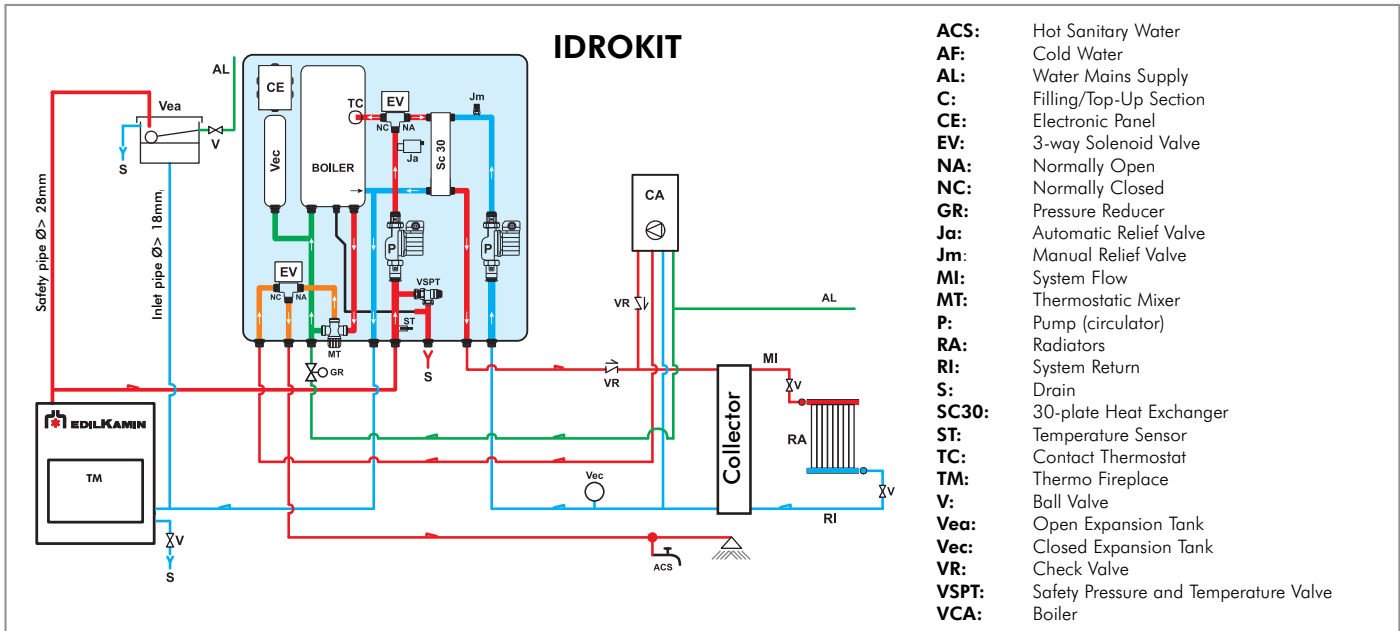 IDROKIT
AL
CE
Vea
TC
EV
Jm
NC
NA
V
S
Vec
BOILER
Ja
Sc 30
P
P
Safety pipe Ø> 28mm
Inlet pipe Ø> 18mm,
EV
NC
NA
VSPT
ST
MT
GR
S
CA
VR
AL
VR
MI
V
RA
Collector
EDILKAMIN
TM
V
S
Vec
V
RI
ACS
ACS: Hot Sanitary Water
AF: Cold Water
AL: Water Mains Supply
C: Filling/Top-Up Section
CE: Electronic Panel
EV: 3-way Solenoid Valve
NA: Normally Open
NC: Normally Closed
GR: Pressure Reducer
Ja: Automatic Relief Valve
Jm: Manual Relief Valve
MI: System Flow
MT: Thermostatic Mixer
P: Pump (circulator)
RA: Radiators
RI: System Return
S: Drain
SC30: 30-plate Heat Exchanger
ST: Temperature Sensor
TC: Contact Thermostat
TM: Thermo Fireplace
V: Ball Valve
Vea: Open Expansion Tank
Vec: Closed Expansion Tank
VR: Check Valve
VSPT: Safety Pressure and Temperature Valve
VCA: Boiler